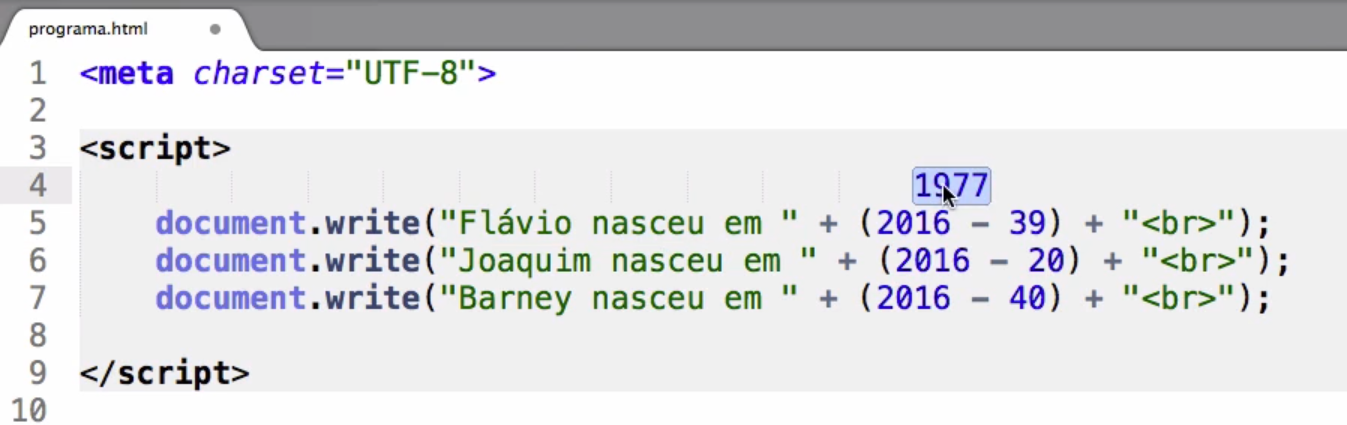 programa.html
1 <meta charset="UTF-8">
2
3 <script>
4 1977
5 document.write("Flávio nasceu em " + (2016 - 39) + "<br>");
6 document.write("Joaquim nasceu em " + (2016 - 20) + "<br>");
7 document.write("Barney nasceu em " + (2016 - 40) + "<br>");
8
9 </script>
10